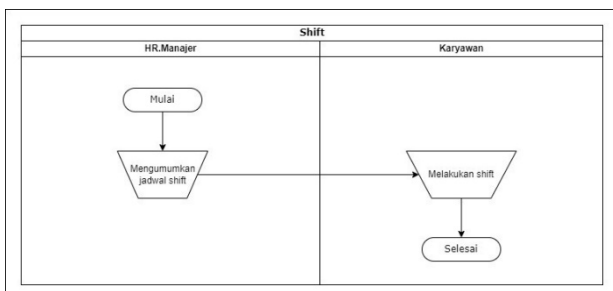 Shift
HR.Manajer
Karyawan
Mulai
Mengumumkan
jadwal shift
Melakukan shift
Selesai